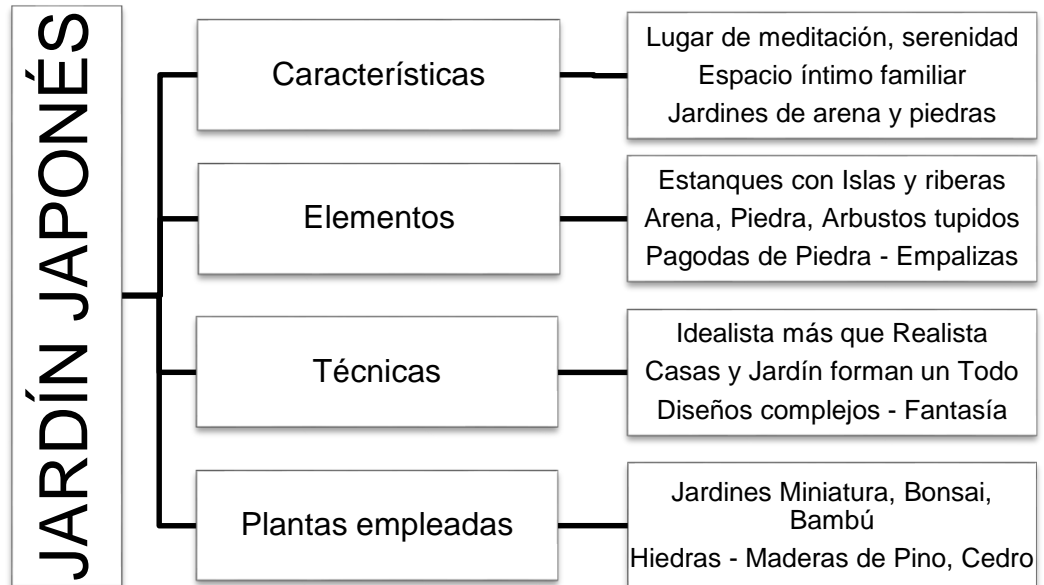 JARDÍN JAPONÉS
Características
Lugar de meditación, serenidad
Espacio íntimo familiar
Jardines de arena y piedras
Elementos
Estanques con Islas y riberas
Arena, Piedra, Arbustos tupidos
Pagodas de Piedra - Empalizas
Técnicas
Idealista más que Realista
Casas y Jardín forman un Todo
Diseños complejos - Fantasía
Plantas empleadas
Jardines Miniatura, Bonsai,
Bambú
Hiedras - Maderas de Pino, Cedro